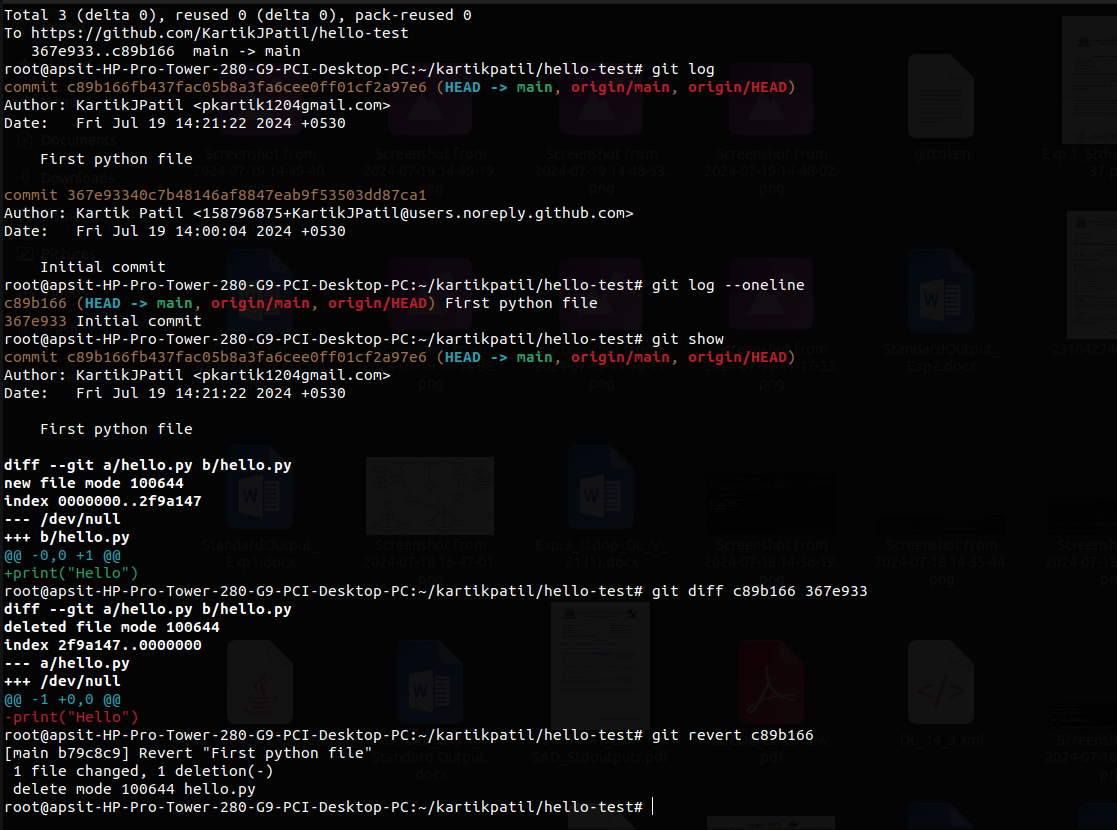 Total 3 (delta 0), reused 0 (delta 0), pack-reused 0
To https://github.com/KartikJPatil/hello-test
   367e933..c89b166  main -> main
root@apsit-HP-Pro-Tower-280-G9-PCI-Desktop-PC:~/kartikpatil/hello-test# git log
commit c89b166fb437fac05b8a3fa6cee0ff01cf2a97e6 (HEAD -> main, origin/main, origin/HEAD)
Author: KartikJPatil <pkartik1204gmail.com>
Date:   Fri Jul 19 14:21:22 2024 +0530

    First python file

commit 367e93340c7b48146af8847eab9f53503dd87ca1
Author: Kartik Patil <158796875+KartikJPatil@users.noreply.github.com>
Date:   Fri Jul 19 14:00:04 2024 +0530

    Initial commit
root@apsit-HP-Pro-Tower-280-G9-PCI-Desktop-PC:~/kartikpatil/hello-test# git log --oneline
c89b166 (HEAD -> main, origin/main, origin/HEAD) First python file
367e933 Initial commit
root@apsit-HP-Pro-Tower-280-G9-PCI-Desktop-PC:~/kartikpatil/hello-test# git show
commit c89b166fb437fac05b8a3fa6cee0ff01cf2a97e6 (HEAD -> main, origin/main, origin/HEAD)
Author: KartikJPatil <pkartik1204gmail.com>
Date:   Fri Jul 19 14:21:22 2024 +0530

    First python file

diff --git a/hello.py b/hello.py
new file mode 100644
index 0000000..2f9a147
--- /dev/null
+++ b/hello.py
@@ -0,0 +1 @@
+print("Hello")
root@apsit-HP-Pro-Tower-280-G9-PCI-Desktop-PC:~/kartikpatil/hello-test# git diff c89b166 367e933
diff --git a/hello.py b/hello.py
deleted file mode 100644
index 2f9a147..0000000
--- a/hello.py
+++ /dev/null
@@ -1 +0,0 @@
-print("Hello")
root@apsit-HP-Pro-Tower-280-G9-PCI-Desktop-PC:~/kartikpatil/hello-test# git revert c89b166
[main b79c8c9] Revert "First python file"
 1 file changed, 1 deletion(-)
 delete mode 100644 hello.py
root@apsit-HP-Pro-Tower-280-G9-PCI-Desktop-PC:~/kartikpatil/hello-test#